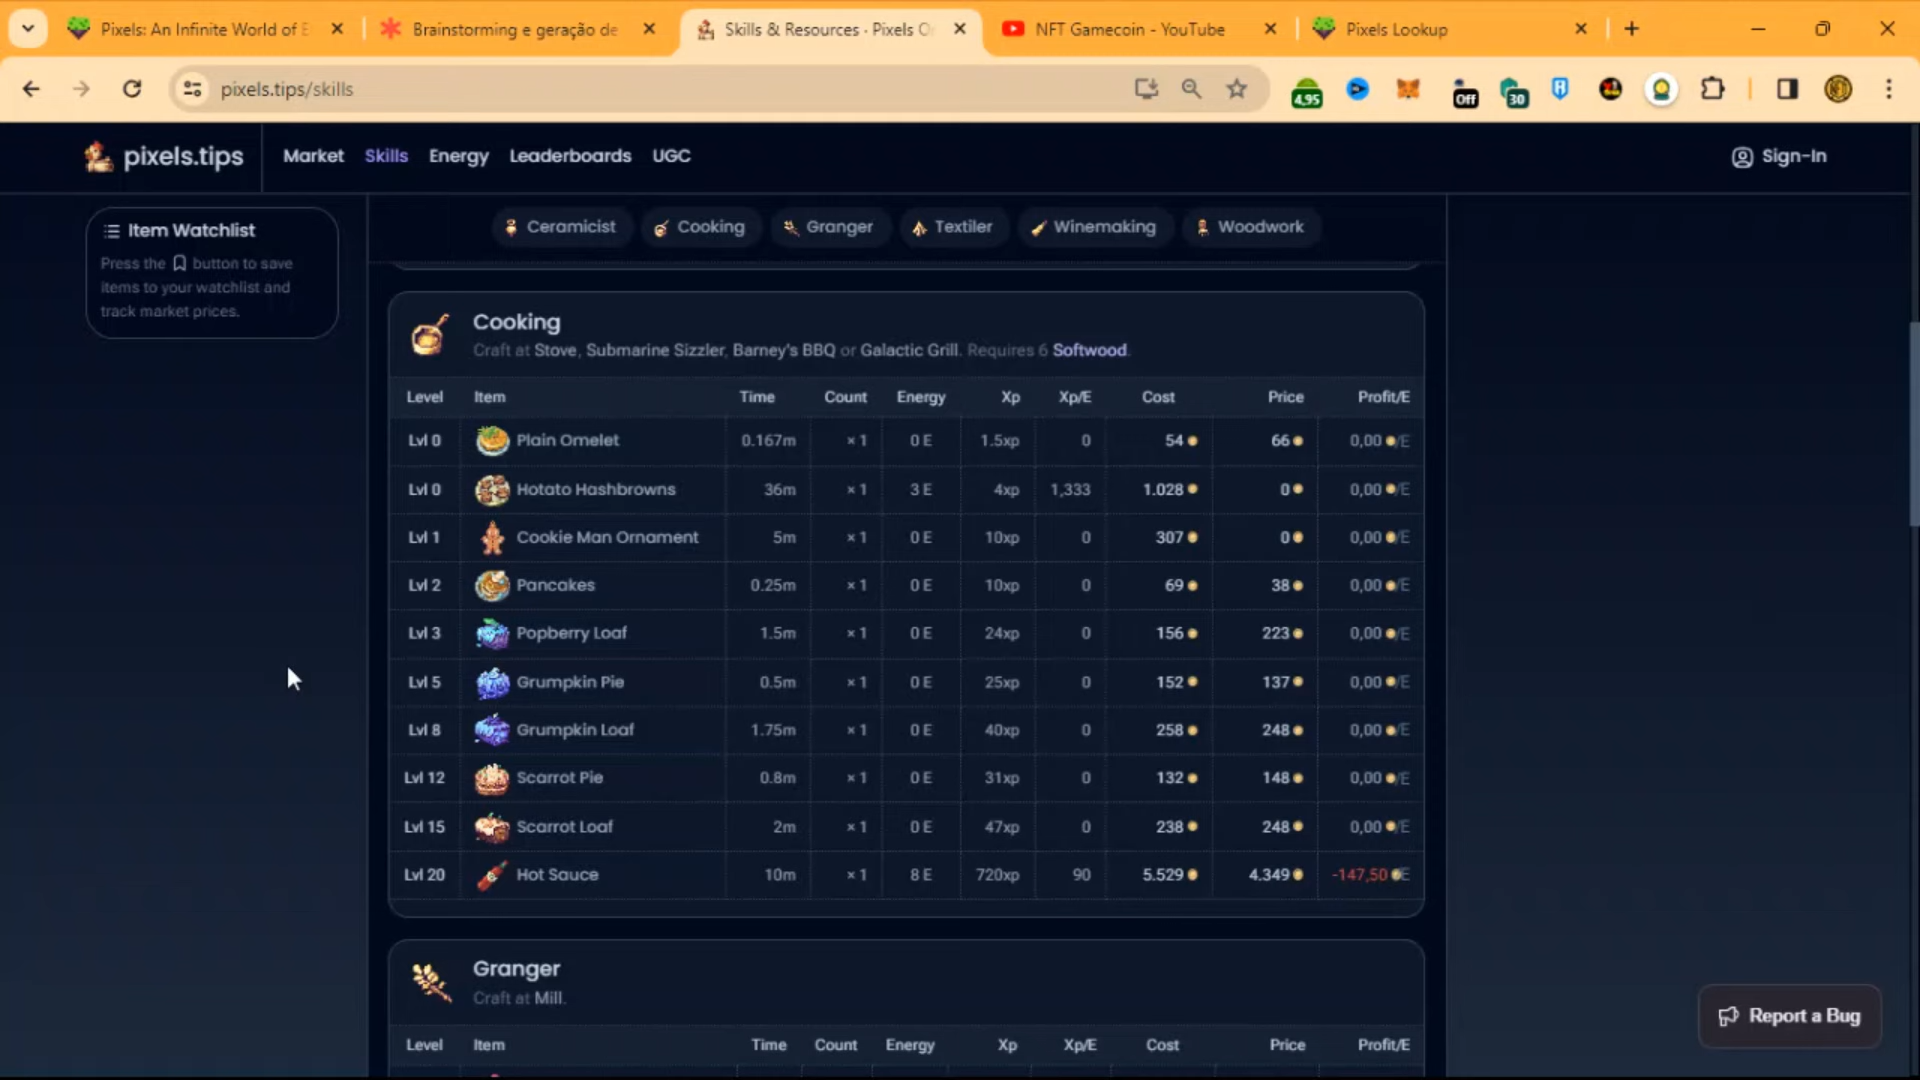 Pixels: An Infinite World of E
Brainstorming e geração de
Skills & Resources · Pixels O
NFT Gamecoin - YouTube
Pixels Lookup
pixels.tips/skills
4,95
Off
30
pixels.tips
Market
Skills
Energy
Leaderboards
UGC
Sign-In
Item Watchlist
Press the button to save
items to your watchlist and
track market prices.
Ceramicist
Cooking
Granger
Textiler
Winemaking
Woodwork
Cooking
Craft at Stove, Submarine Sizzler, Barney's BBQ or Galactic Grill. Requires 6 Softwood.
Level Item Time Count Energy Xp Xp/E Cost Price Profit/E
Lvl 0 Plain Omelet 0.167m × 1 0 E 1.5xp 0 54 66 0,00 /E
Lvl 0 Hotato Hashbrowns 36m × 1 3 E 4xp 1,333 1.028 0 0,00 /E
Lvl 1 Cookie Man Ornament 5m × 1 0 E 10xp 0 307 0 0,00 /E
Lvl 2 Pancakes 0.25m × 1 0 E 10xp 0 69 38 0,00 /E
Lvl 3 Popberry Loaf 1.5m × 1 0 E 24xp 0 156 223 0,00 /E
Lvl 5 Grumpkin Pie 0.5m × 1 0 E 25xp 0 152 137 0,00 /E
Lvl 8 Grumpkin Loaf 1.75m × 1 0 E 40xp 0 258 248 0,00 /E
Lvl 12 Scarrot Pie 0.8m × 1 0 E 31xp 0 132 148 0,00 /E
Lvl 15 Scarrot Loaf 2m × 1 0 E 47xp 0 238 248 0,00 /E
Lvl 20 Hot Sauce 10m × 1 8 E 720xp 90 5.529 4.349 -147,50 /E
Granger
Craft at Mill.
Level Item Time Count Energy Xp Xp/E Cost Price Profit/E
Report a Bug